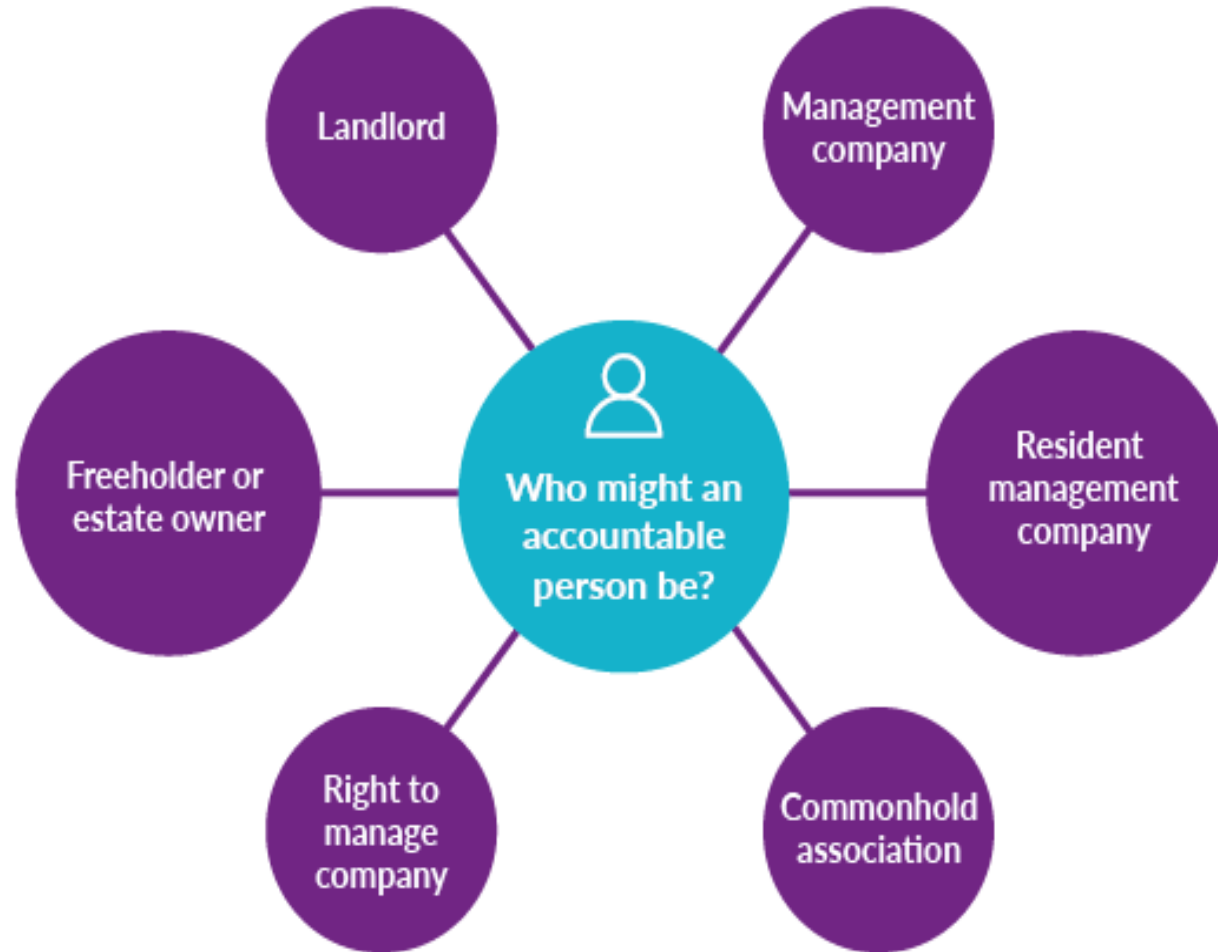 Landlord
Management
company
Freeholder or
estate owner
Who might an
accountable
person be?
Resident
management
company
Right to
manage
company
Commonhold
association